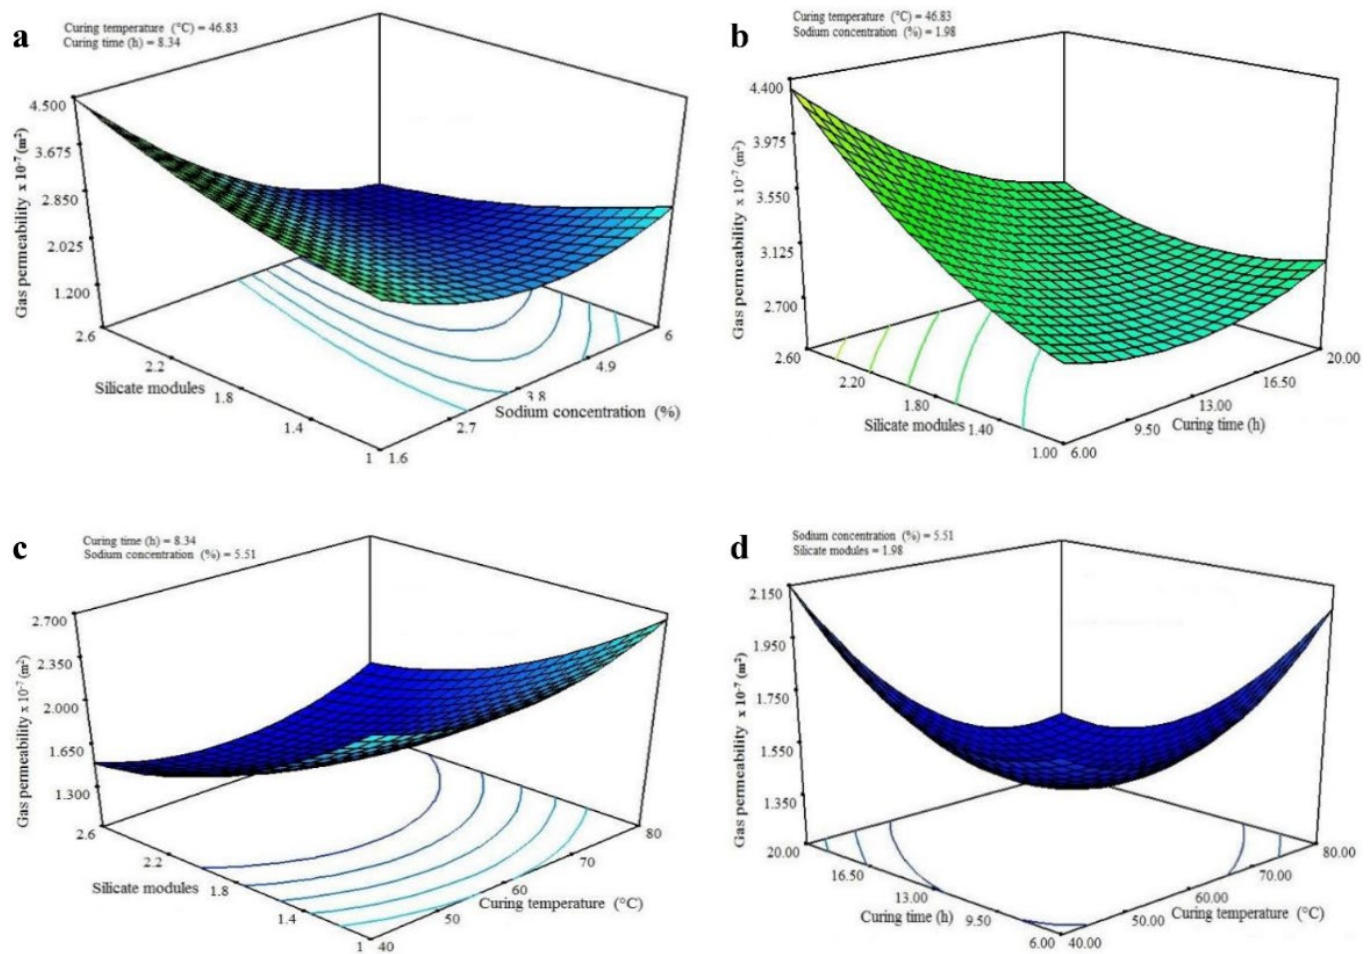 a
Curing temperature (°C) = 46.83
Curing time (h) = 8.34
4.500
3.675
2.850
2.025
1.200
Gas permeability x 10⁻⁷ (m²)
2.6
2.2
1.8
1.4
1
Silicate modules
1.6
2.7
3.8
4.9
6
Sodium concentration (%)
b
Curing temperature (°C) = 46.83
Sodium concentration (%) = 1.98
4.400
3.975
3.550
3.125
2.700
Gas permeability x 10⁻⁷ (m²)
2.60
2.20
1.80
1.40
1.00
Silicate modules
6.00
9.50
13.00
16.50
20.00
Curing time (h)
c
Curing time (h) = 8.34
Sodium concentration (%) = 5.51
2.700
2.350
2.000
1.650
1.300
Gas permeability x 10⁻⁷ (m²)
2.6
2.2
1.8
1.4
1
Silicate modules
40
50
60
70
80
Curing temperature (°C)
d
Sodium concentration (%) = 5.51
Silicate modules = 1.98
2.150
1.950
1.750
1.550
1.350
Gas permeability x 10⁻⁷ (m²)
20.00
16.50
13.00
9.50
6.00
Curing time (h)
40.00
50.00
60.00
70.00
80.00
Curing temperature (°C)